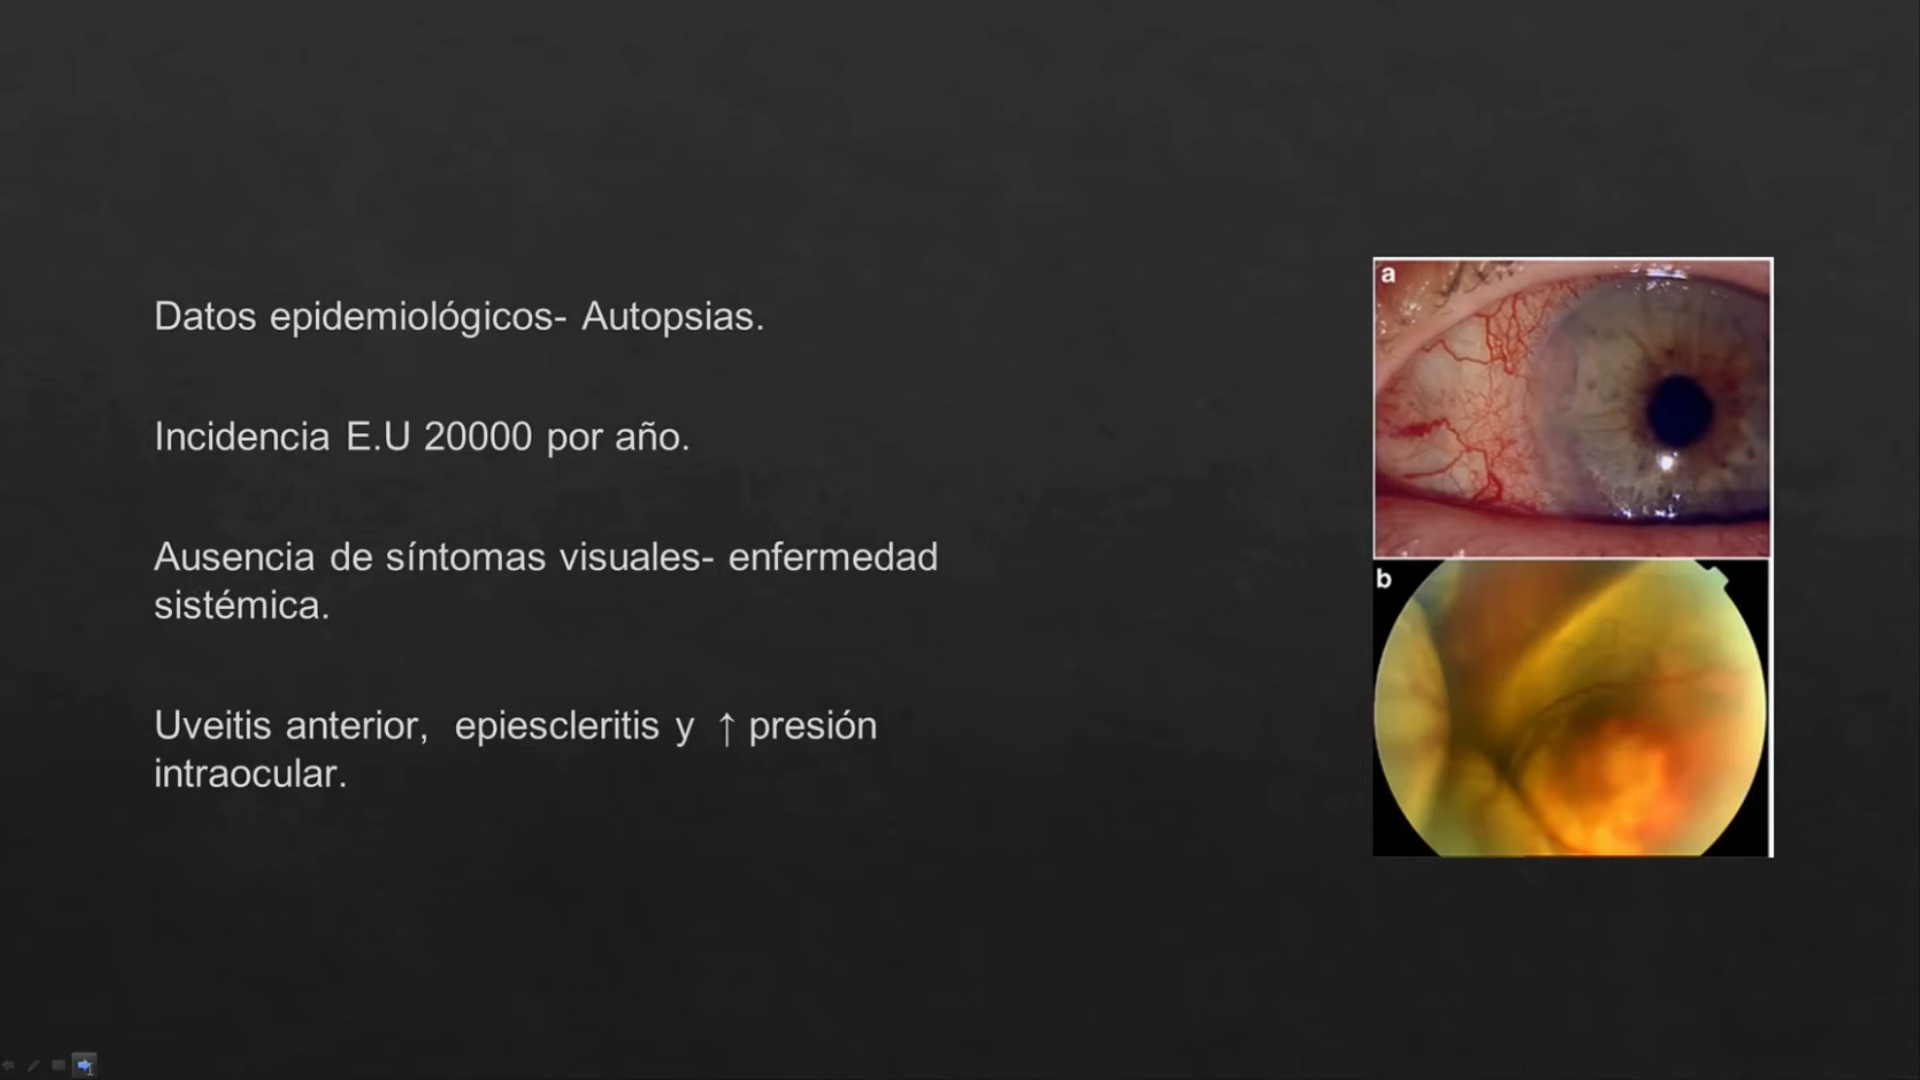 Datos epidemiológicos- Autopsias.
Incidencia E.U 20000 por año.
Ausencia de síntomas visuales- enfermedad
sistémica.
Uveitis anterior,  epiescleritis y ↑ presión
intraocular.
a
b